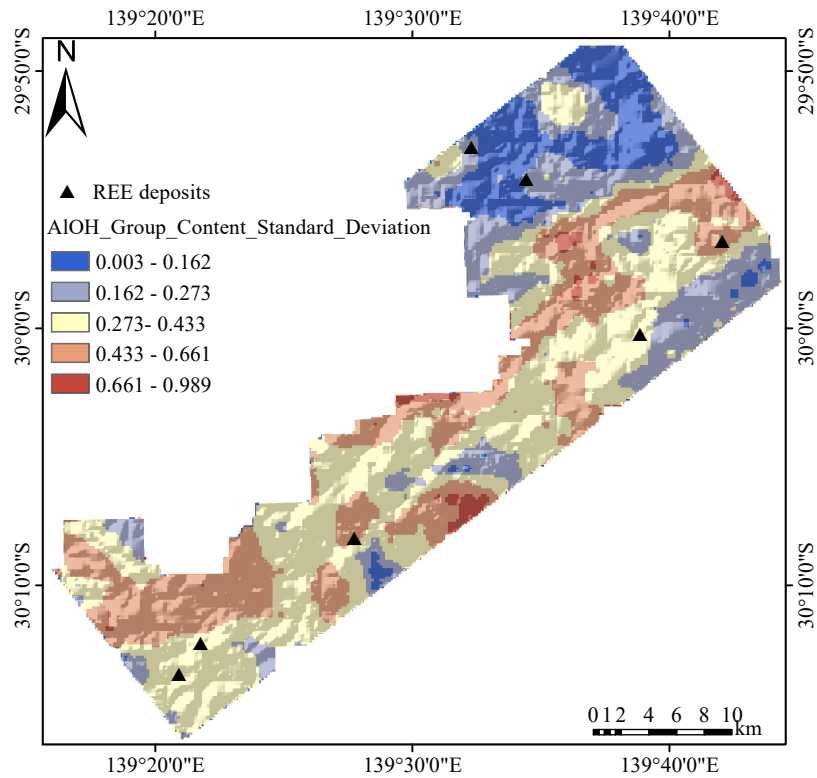 139°20'0"E 139°30'0"E 139°40'0"E
29°50'0"S 29°50'0"S
N
REE deposits
AlOH_Group_Content_Standard_Deviation
0.003 - 0.162
0.162 - 0.273
0.273- 0.433
0.433 - 0.661
0.661 - 0.989
30°0'0"S 30°0'0"S
30°10'0"S 30°10'0"S
0 1 2 4 6 8 10
km
139°20'0"E 139°30'0"E 139°40'0"E